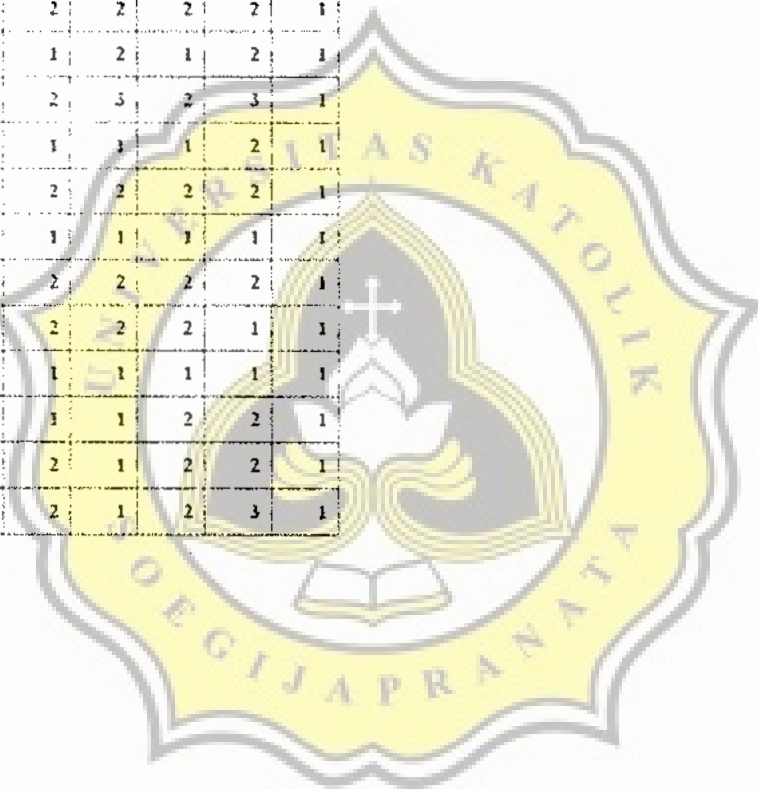 2 2 2 2 1
1 2 1 2 1
2 3 2 3 1
1 1 1 2 1
2 2 2 2 1
1 1 1 1 1
2 2 2 2 1
2 2 2 1 1
1 1 1 1 1
1 2 2 1
2 1 2 2 1
2 1 2 3 1
UNIVERSITAS KATOLIK
SOEGIJAPRANATA